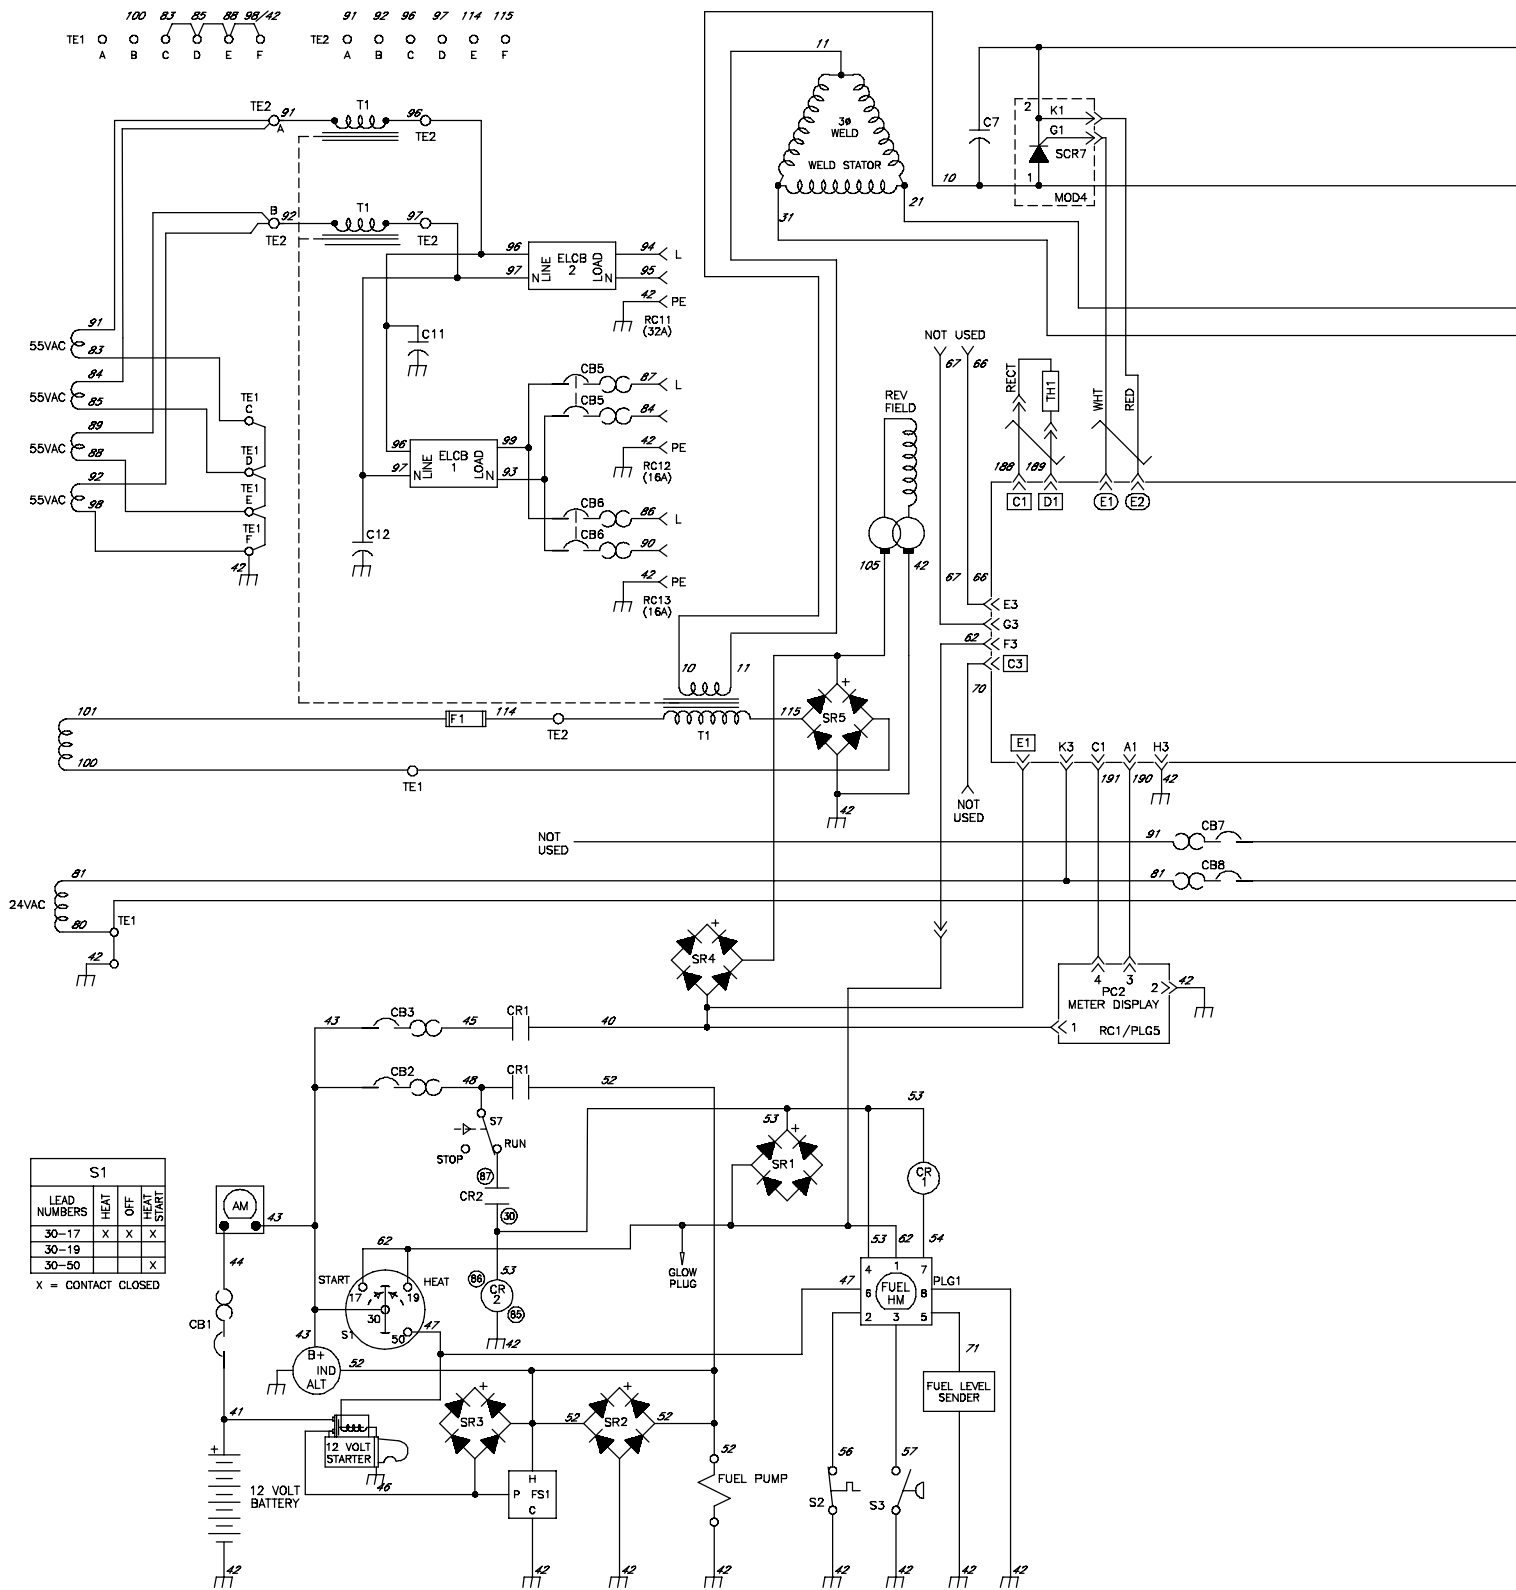 100 83 85 88 98/42
TE1
A B C D E F
91 92 96 97 114 115
TE2
A B C D E F
TE2 91 T1 96
A TE2
B 92 T1 97
TE2 TE2
11
3ø
WELD
WELD STATOR
10
31 21
C7
2 K1
G1
SCR7
1
MOD4
96 ELCB 94 L
2
97 N LINE LOAD N 95
42 PE
RC11
(32A)
C11
91
55VAC
83
84
55VAC
85
89
55VAC
88
92
55VAC
98
TE1
C
TE1
D
TE1
E
TE1
F
42
CB5 87 L
CB5 84
42 PE
RC12
(16A)
96 ELCB 99
1
97 N LINE LOAD N 93
CB6 86 L
CB6 90
42 PE
RC13
(16A)
C12
NOT USED
67 66
REV
FIELD
105 42
RECT TH1 WHT RED
188 189
C1 D1 E1 E2
67 66
E3
G3
62 F3
C3
70
NOT
USED
10 11
101
F1 114
TE2
T1
115 SR5 +
100
TE1
42
E1 K3 C1 A1 H3
191 190 42
NOT
USED
91 CB7
81 81 CB8
24VAC
80 TE1
42
SR4 +
4 3
PC2 2 42
METER DISPLAY
1 RC1/PLG5
43 CB3 45 CR1 40
CB2 48 CR1 52
S7
RUN
STOP
87
CR2
30
53
SR1 +
53
CR
1
S1
LEAD
NUMBERS HEAT OFF HEAT START
30-17 X X X
30-19
30-50 X
X = CONTACT CLOSED
AM
43
44
CB1
62
START HEAT
17 19
30
S1 50 47
53
86
CR
2
85
42
GLOW
PLUG
53 62 54
4 1 7 PLG1
47 6 FUEL 8
HM
2 3 5
43
B+
IND 52
ALT
41
12 VOLT
STARTER
46
+
12 VOLT
BATTERY
42
SR3 +
52
SR2 +
52
H
P FS1
C
42
42
52
FUEL PUMP
42
56
S2
42
57
S3
42
71
FUEL LEVEL
SENDER
42
42